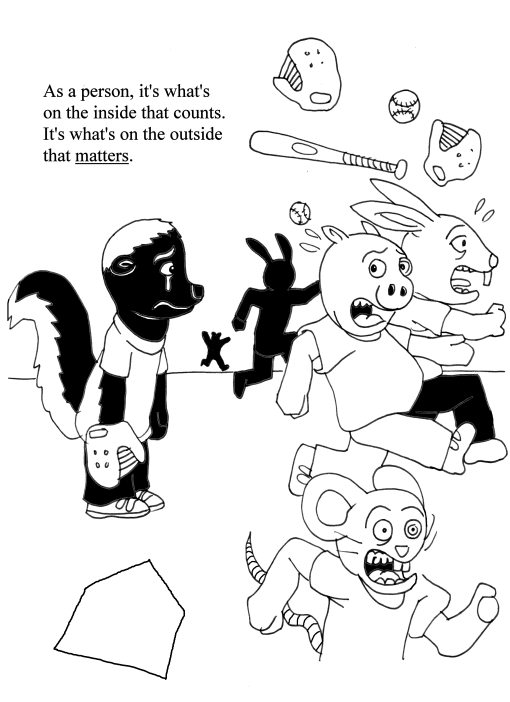 As a person, it's what's
on the inside that counts.
It's what's on the outside
that matters.